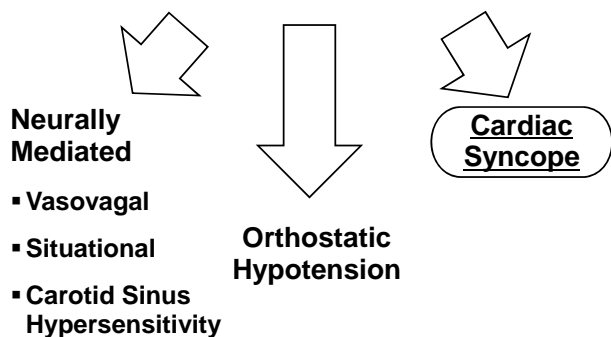 Neurally
Mediated
▪ Vasovagal
▪ Situational
▪ Carotid Sinus
Hypersensitivity
Orthostatic
Hypotension
Cardiac
Syncope